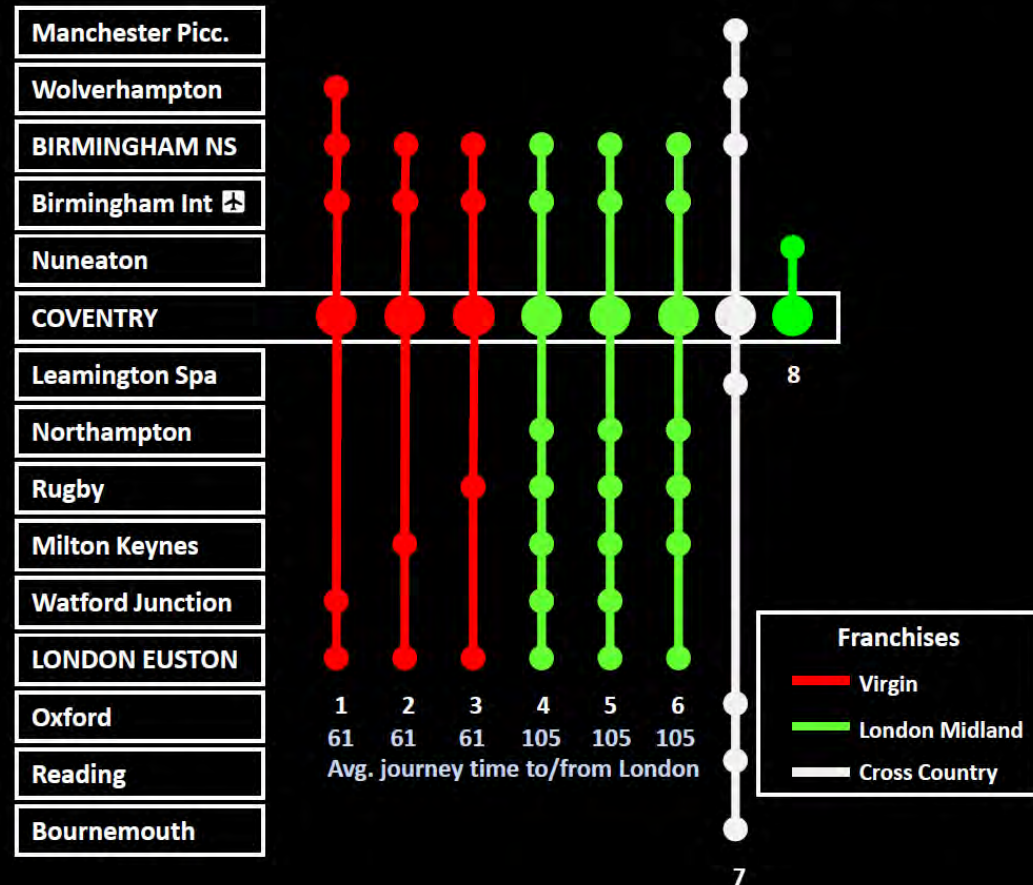 Manchester Picc.
Wolverhampton
BIRMINGHAM NS
Birmingham Int
Nuneaton
COVENTRY
Leamington Spa
8
Northampton
Rugby
Milton Keynes
Watford Junction
LONDON EUSTON
Oxford
Reading
Bournemouth
1 2 3 4 5 6
61 61 61 105 105 105
Avg. journey time to/from London
7
Franchises
Virgin
London Midland
Cross Country